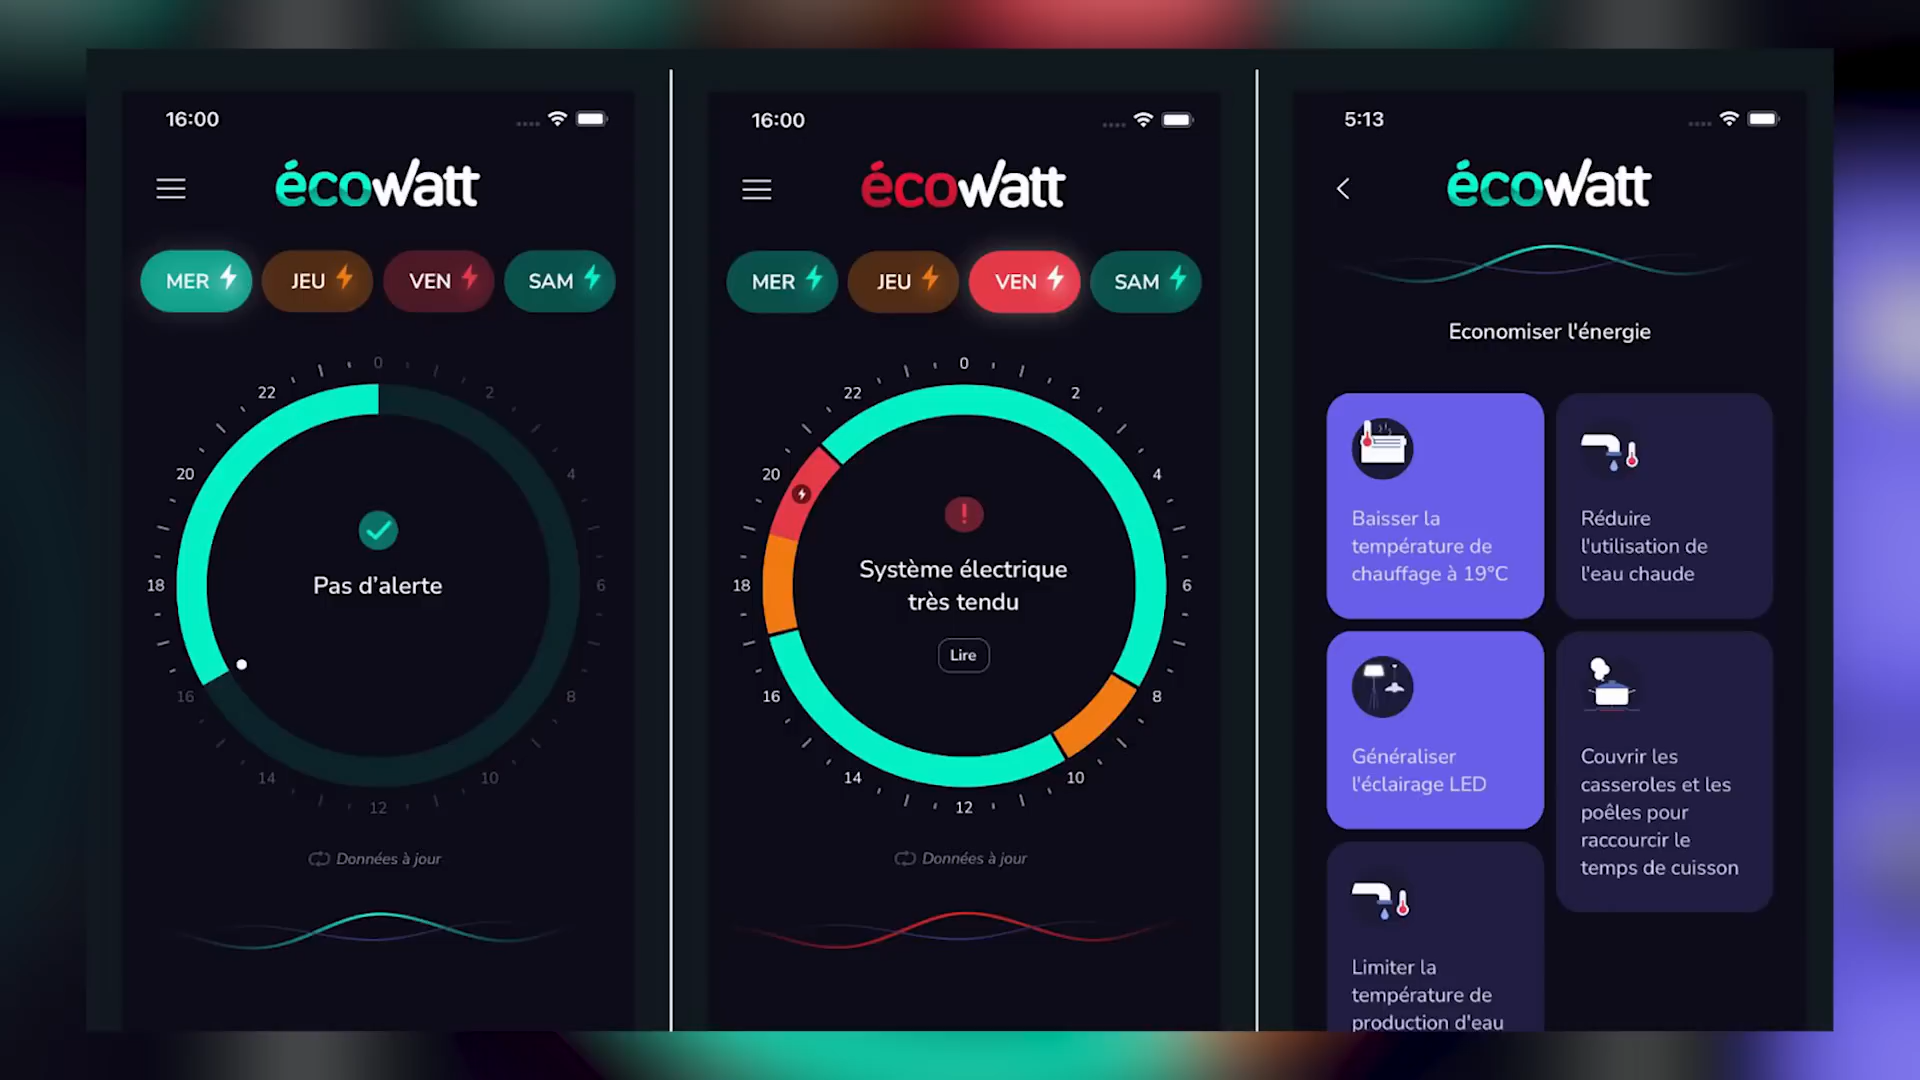 16:00
écowatt
MER
JEU
VEN
SAM
0
22
2
20
4
18
6
16
8
14
10
12
Pas d’alerte
Données à jour
16:00
écowatt
MER
JEU
VEN
SAM
0
22
2
20
4
18
6
16
8
14
10
12
!
Système électrique
très tendu
Lire
Données à jour
5:13
écowatt
Economiser l'énergie
Baisser la
température de
chauffage à 19°C
Réduire
l'utilisation de
l'eau chaude
Généraliser
l'éclairage LED
Couvrir les
casseroles et les
poêles pour
raccourcir le
temps de cuisson
Limiter la
température de
production d'eau